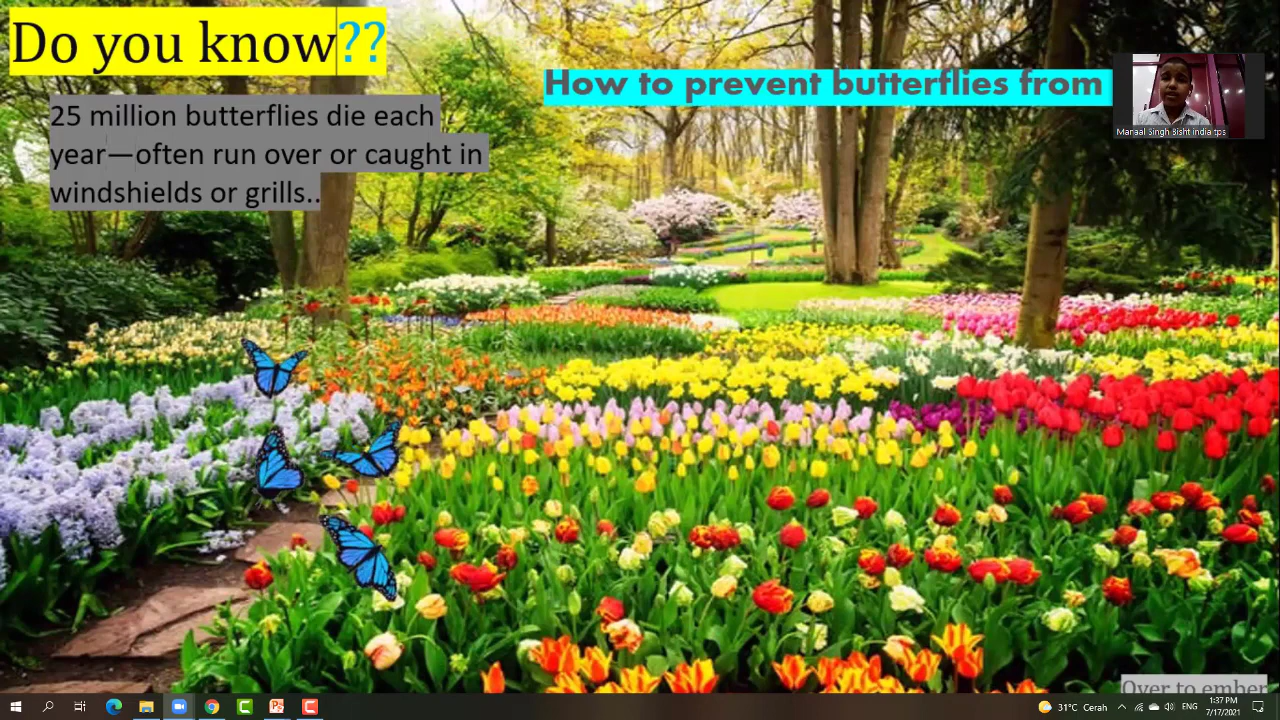 Do you know??
25 million butterflies die each
year—often run over or caught in
windshields or grills..
How to prevent butterflies from
Manaal Singh Bisht india tps
Over to ember
31°C Cerah
ENG
1:37 PM
7/17/2021